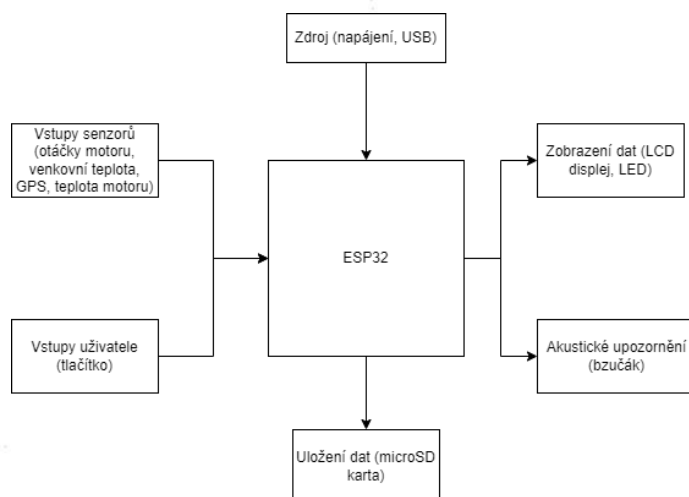 Zdroj (napájení, USB)
Vstupy senzorů
(otáčky motoru,
venkovní teplota,
GPS, teplota motoru)
Zobrazení dat (LCD
displej, LED)
ESP32
Vstupy uživatele
(tlačítko)
Akustické upozornění
(bzučák)
Uložení dat (microSD
karta)